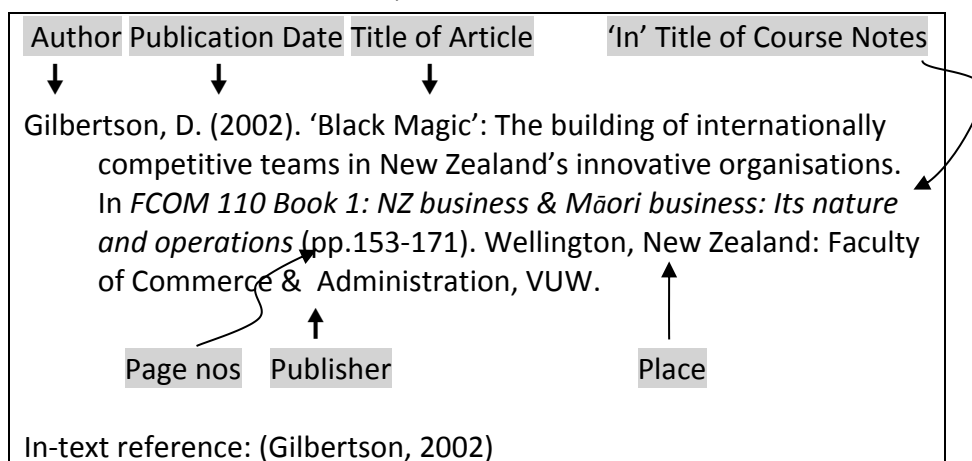 Author Publication Date Title of Article ‘In’ Title of Course Notes
Gilbertson, D. (2002). ‘Black Magic’: The building of internationally
competitive teams in New Zealand’s innovative organisations.
In FCOM 110 Book 1: NZ business & Māori business: Its nature
and operations (pp.153-171). Wellington, New Zealand: Faculty
of Commerce & Administration, VUW.
Page nos Publisher Place
In-text reference: (Gilbertson, 2002)